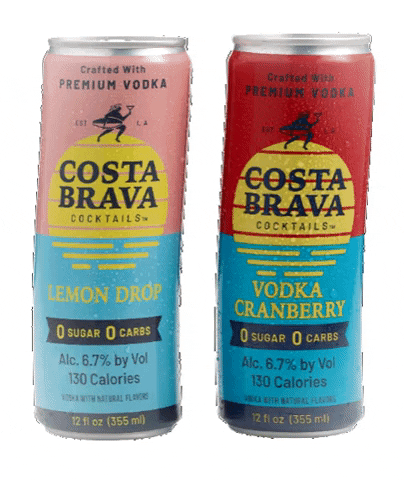 Crafted With
PREMIUM VODKA
EST L.A
COSTA
BRAVA
COCKTAILS™
LEMON DROP
0 SUGAR 0 CARBS
Alc. 6.7% by Vol
130 Calories
VODKA WITH NATURAL FLAVORS
12 fl oz (355 ml)
Crafted With
PREMIUM VODKA
EST L.A
COSTA
BRAVA
COCKTAILS™
VODKA
CRANBERRY
0 SUGAR 0 CARBS
Alc. 6.7% by Vol
130 Calories
VODKA WITH NATURAL FLAVORS
12 fl oz (355 ml)